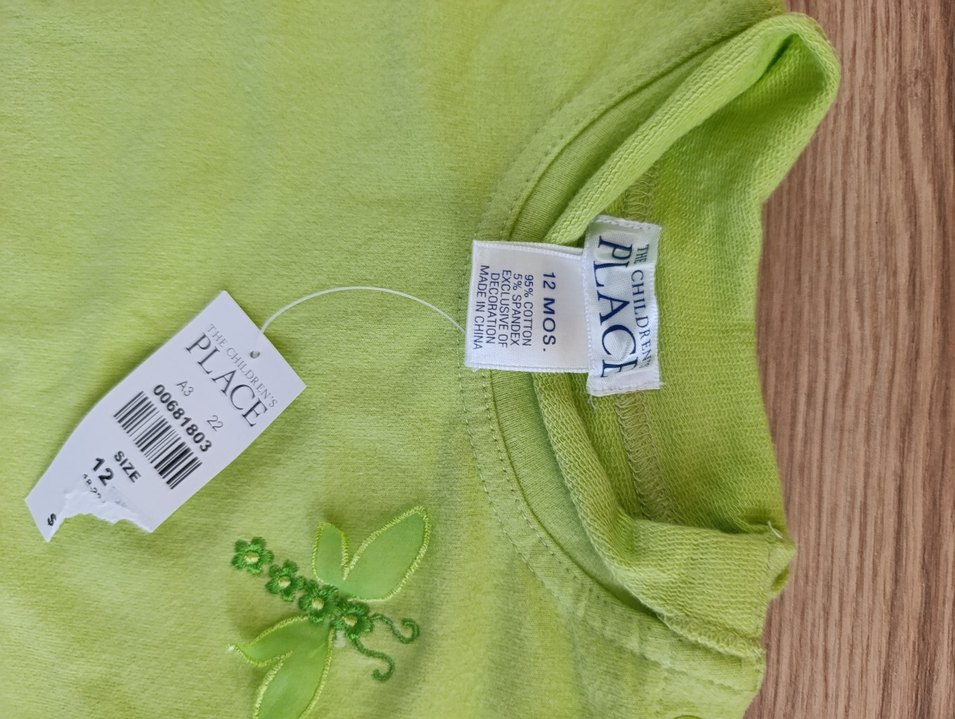 THE CHILDREN'S
PLACE
A3 22
00681803
SIZE
12
12 MOS.
95% COTTON
5% SPANDEX
EXCLUSIVE OF
DECORATION
MADE IN CHINA
THE CHILDREN'S
PLACE